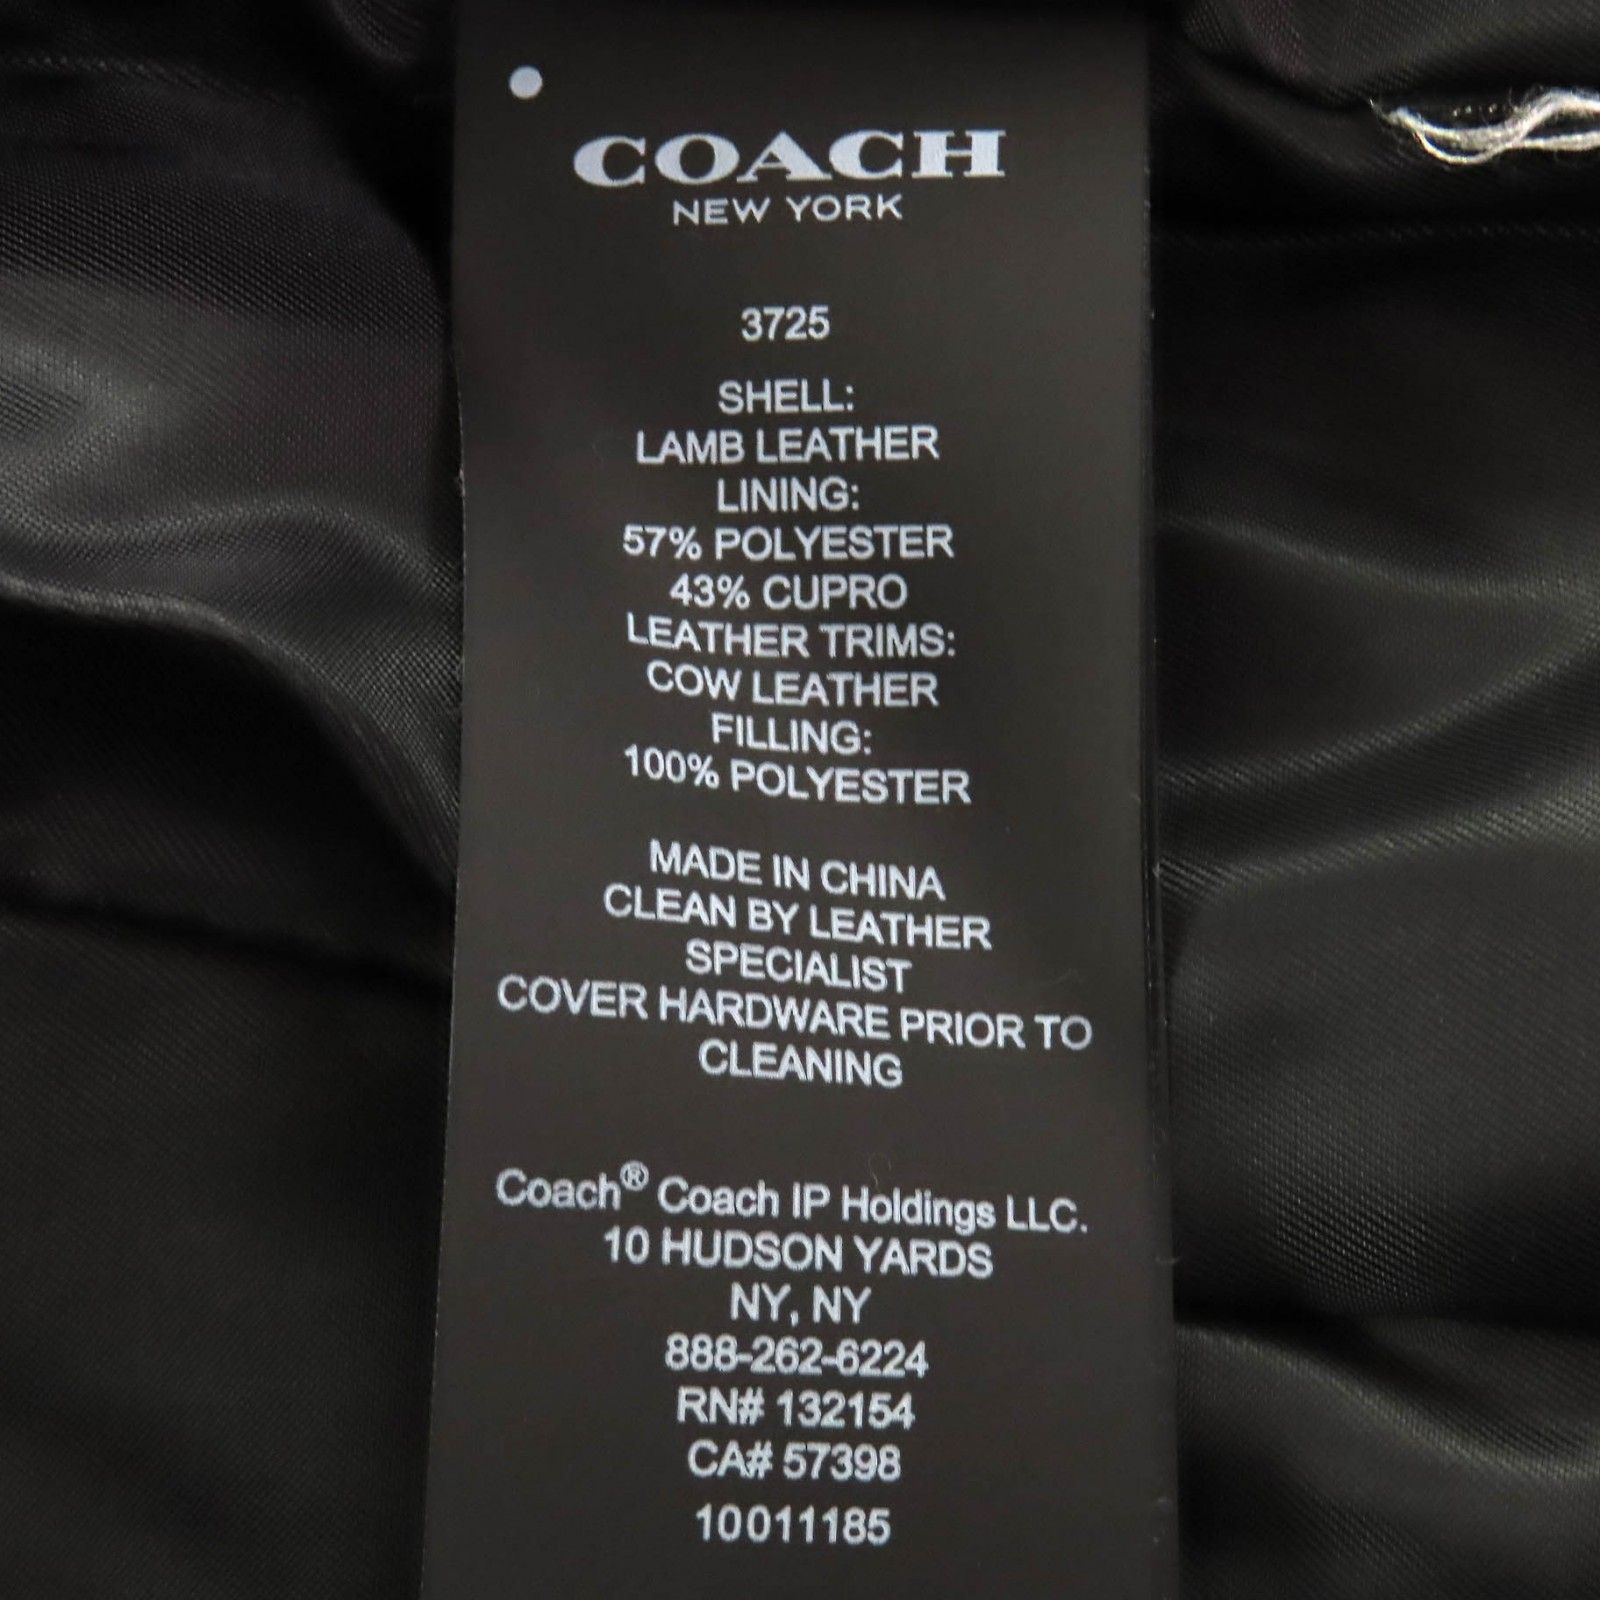 COACH
NEW YORK
3725
SHELL:
LAMB LEATHER
LINING:
57% POLYESTER
43% CUPRO
LEATHER TRIMS:
COW LEATHER
FILLING:
100% POLYESTER
MADE IN CHINA
CLEAN BY LEATHER
SPECIALIST
COVER HARDWARE PRIOR TO
CLEANING
Coach® Coach IP Holdings LLC.
10 HUDSON YARDS
NY, NY
888-262-6224
RN# 132154
CA# 57398
10011185